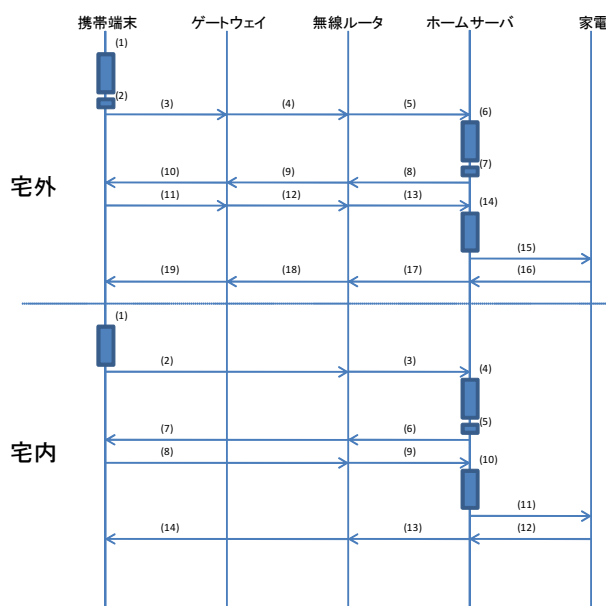 携帯端末 ゲートウェイ 無線ルータ ホームサーバ 家電
(1)
(2)
(3) (4) (5) (6)
(7)
(10) (9) (8)
宅外
(11) (12) (13) (14)
(15)
(19) (18) (17) (16)
(1)
(2) (3) (4)
(5)
(7) (6)
宅内
(8) (9) (10)
(11)
(14) (13) (12)